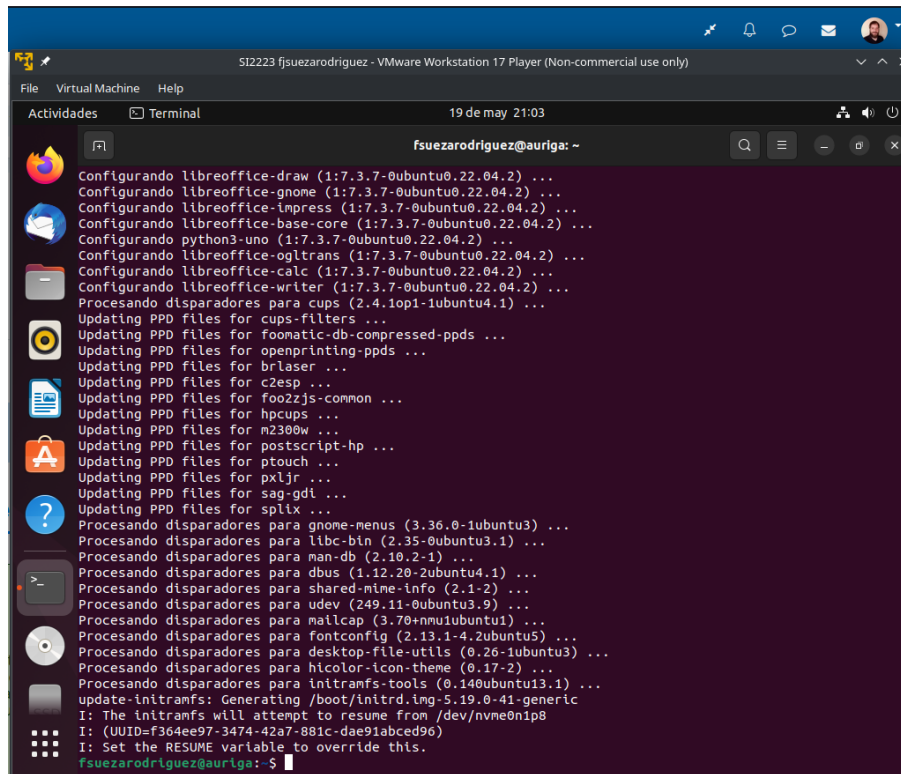 SI2223 fjsuezarodriguez - VMware Workstation 17 Player (Non-commercial use only)
File Virtual Machine Help
Actividades Terminal 19 de may 21:03
fsuezarodriguez@auriga: ~
Configurando libreoffice-draw (1:7.3.7-0ubuntu0.22.04.2) ...
Configurando libreoffice-gnome (1:7.3.7-0ubuntu0.22.04.2) ...
Configurando libreoffice-impress (1:7.3.7-0ubuntu0.22.04.2) ...
Configurando libreoffice-base-core (1:7.3.7-0ubuntu0.22.04.2) ...
Configurando python3-uno (1:7.3.7-0ubuntu0.22.04.2) ...
Configurando libreoffice-ogltrans (1:7.3.7-0ubuntu0.22.04.2) ...
Configurando libreoffice-calc (1:7.3.7-0ubuntu0.22.04.2) ...
Configurando libreoffice-writer (1:7.3.7-0ubuntu0.22.04.2) ...
Procesando disparadores para cups (2.4.1op1-1ubuntu4.1) ...
Updating PPD files for cups-filters ...
Updating PPD files for foomatic-db-compressed-ppds ...
Updating PPD files for openprinting-ppds ...
Updating PPD files for brlaser ...
Updating PPD files for c2esp ...
Updating PPD files for foo2zjs-common ...
Updating PPD files for hpcups ...
Updating PPD files for m2300w ...
Updating PPD files for postscript-hp ...
Updating PPD files for ptouch ...
Updating PPD files for pxljr ...
Updating PPD files for sag-gdi ...
Updating PPD files for splix ...
Procesando disparadores para gnome-menus (3.36.0-1ubuntu3) ...
Procesando disparadores para libc-bin (2.35-0ubuntu3.1) ...
Procesando disparadores para man-db (2.10.2-1) ...
Procesando disparadores para dbus (1.12.20-2ubuntu4.1) ...
Procesando disparadores para shared-mime-info (2.1-2) ...
Procesando disparadores para udev (249.11-0ubuntu3.9) ...
Procesando disparadores para mailcap (3.70+nmu1ubuntu1) ...
Procesando disparadores para fontconfig (2.13.1-4.2ubuntu5) ...
Procesando disparadores para desktop-file-utils (0.26-1ubuntu3) ...
Procesando disparadores para hicolor-icon-theme (0.17-2) ...
Procesando disparadores para initramfs-tools (0.140ubuntu13.1) ...
update-initramfs: Generating /boot/initrd.img-5.19.0-41-generic
I: The initramfs will attempt to resume from /dev/nvme0n1p8
I: (UUID=f364ee97-3474-42a7-881c-dae91abced96)
I: Set the RESUME variable to override this.
fsuezarodriguez@auriga:~$